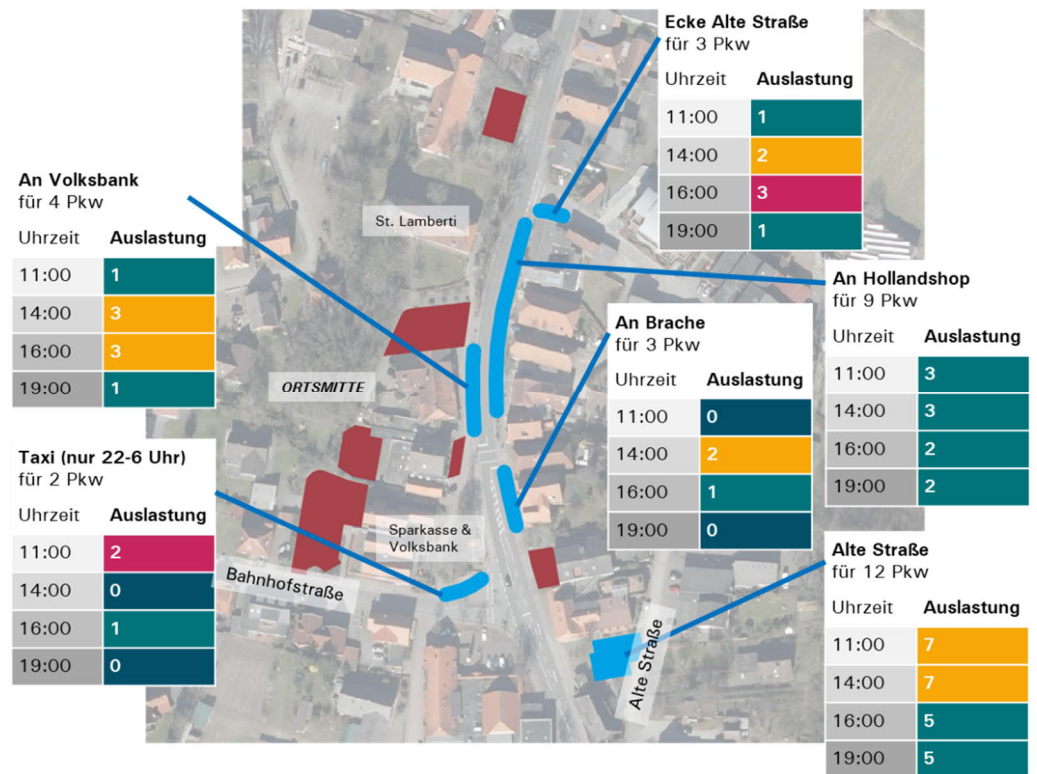 Ecke Alte Straße
für 3 Pkw
Uhrzeit Auslastung
11:00 1
14:00 2
16:00 3
19:00 1
An Volksbank
für 4 Pkw
Uhrzeit Auslastung
11:00 1
14:00 3
16:00 3
19:00 1
St. Lamberti
ORTSMITTE
An Hollandshop
für 9 Pkw
Uhrzeit Auslastung
11:00 3
14:00 3
16:00 2
19:00 2
An Brache
für 3 Pkw
Uhrzeit Auslastung
11:00 0
14:00 2
16:00 1
19:00 0
Taxi (nur 22-6 Uhr)
für 2 Pkw
Uhrzeit Auslastung
11:00 2
14:00 0
16:00 1
19:00 0
Sparkasse &
Volksbank
Bahnhofstraße
Alte Straße
Alte Straße
für 12 Pkw
Uhrzeit Auslastung
11:00 7
14:00 7
16:00 5
19:00 5